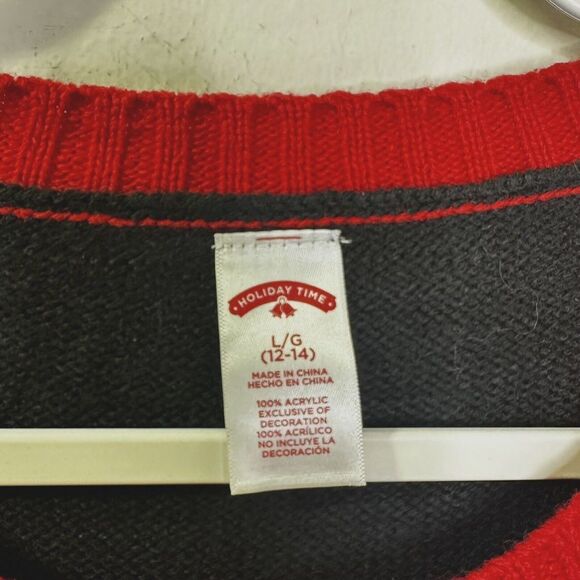 HOLIDAY TIME
L/G
(12-14)
MADE IN CHINA
HECHO EN CHINA
100% ACRYLIC
EXCLUSIVE OF
DECORATION
100% ACRÍLICO
NO INCLUYE LA
DECORACIÓN